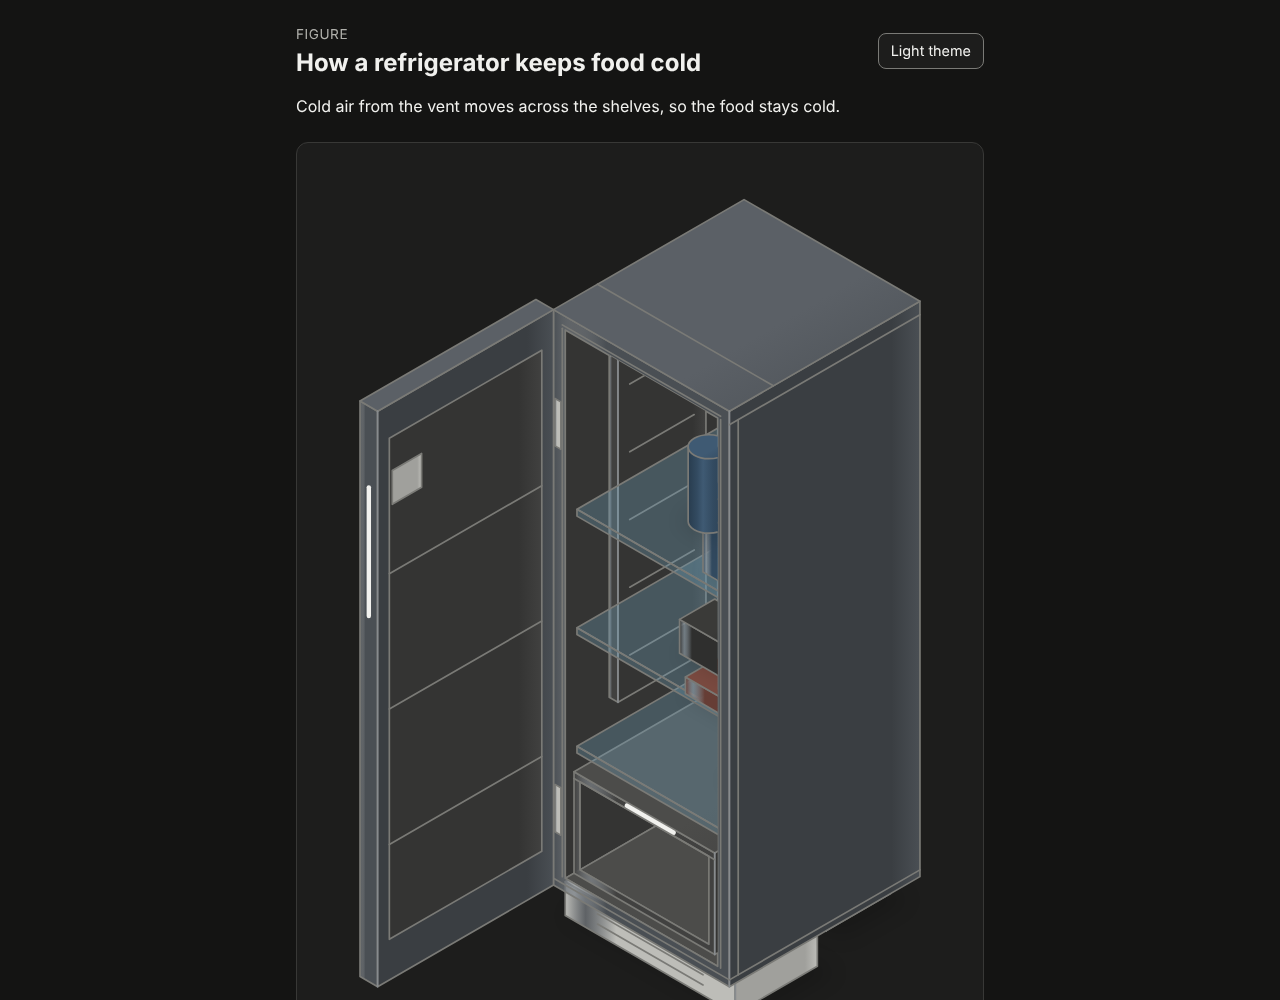 FIGURE
How a refrigerator keeps food cold
Light theme
Cold air from the vent moves across the shelves, so the food stays cold.